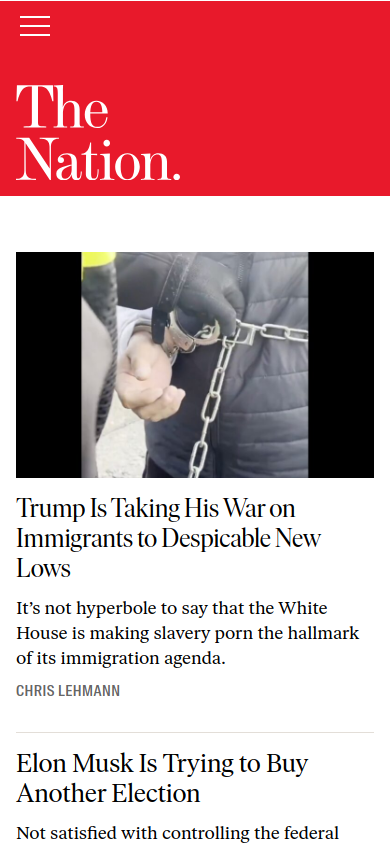 The
Nation.
Trump Is Taking His War on
Immigrants to Despicable New
Lows
It’s not hyperbole to say that the White
House is making slavery porn the hallmark
of its immigration agenda.
CHRIS LEHMANN
Elon Musk Is Trying to Buy
Another Election
Not satisfied with controlling the federal